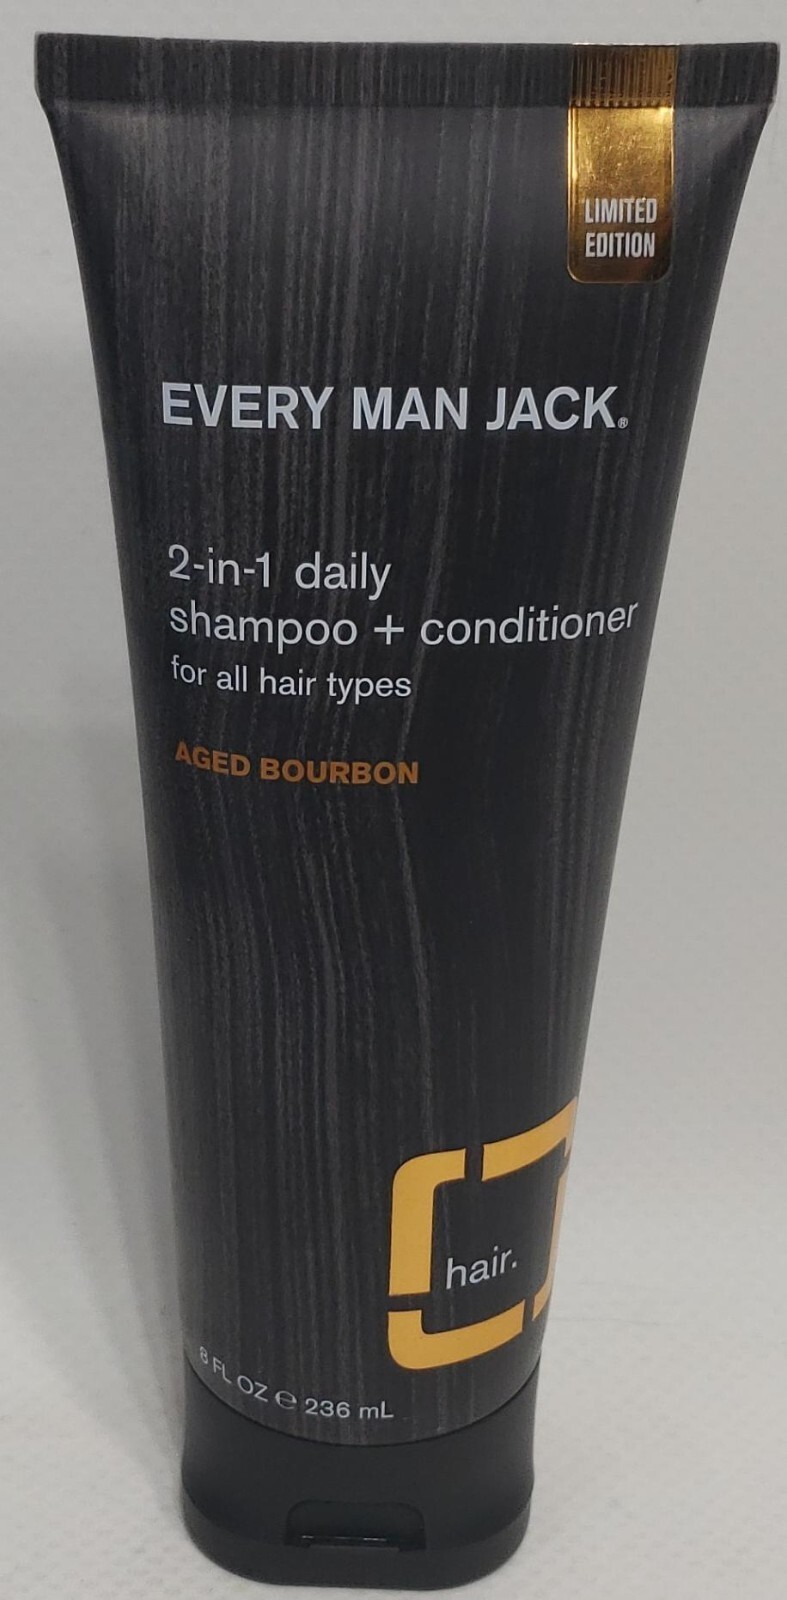 LIMITED
EDITION
EVERY MAN JACK®
2-in-1 daily
shampoo + conditioner
for all hair types
AGED BOURBON
hair.
8 FL OZ ℮ 236 mL